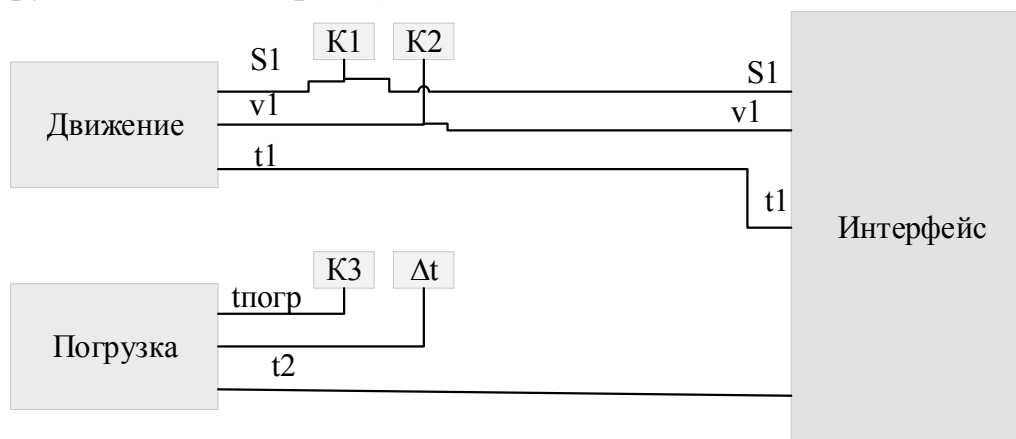 К1 К2
S1 S1
v1 v1
Движение
t1
t1
Интерфейс
К3 Δt
tпогр
Погрузка
t2